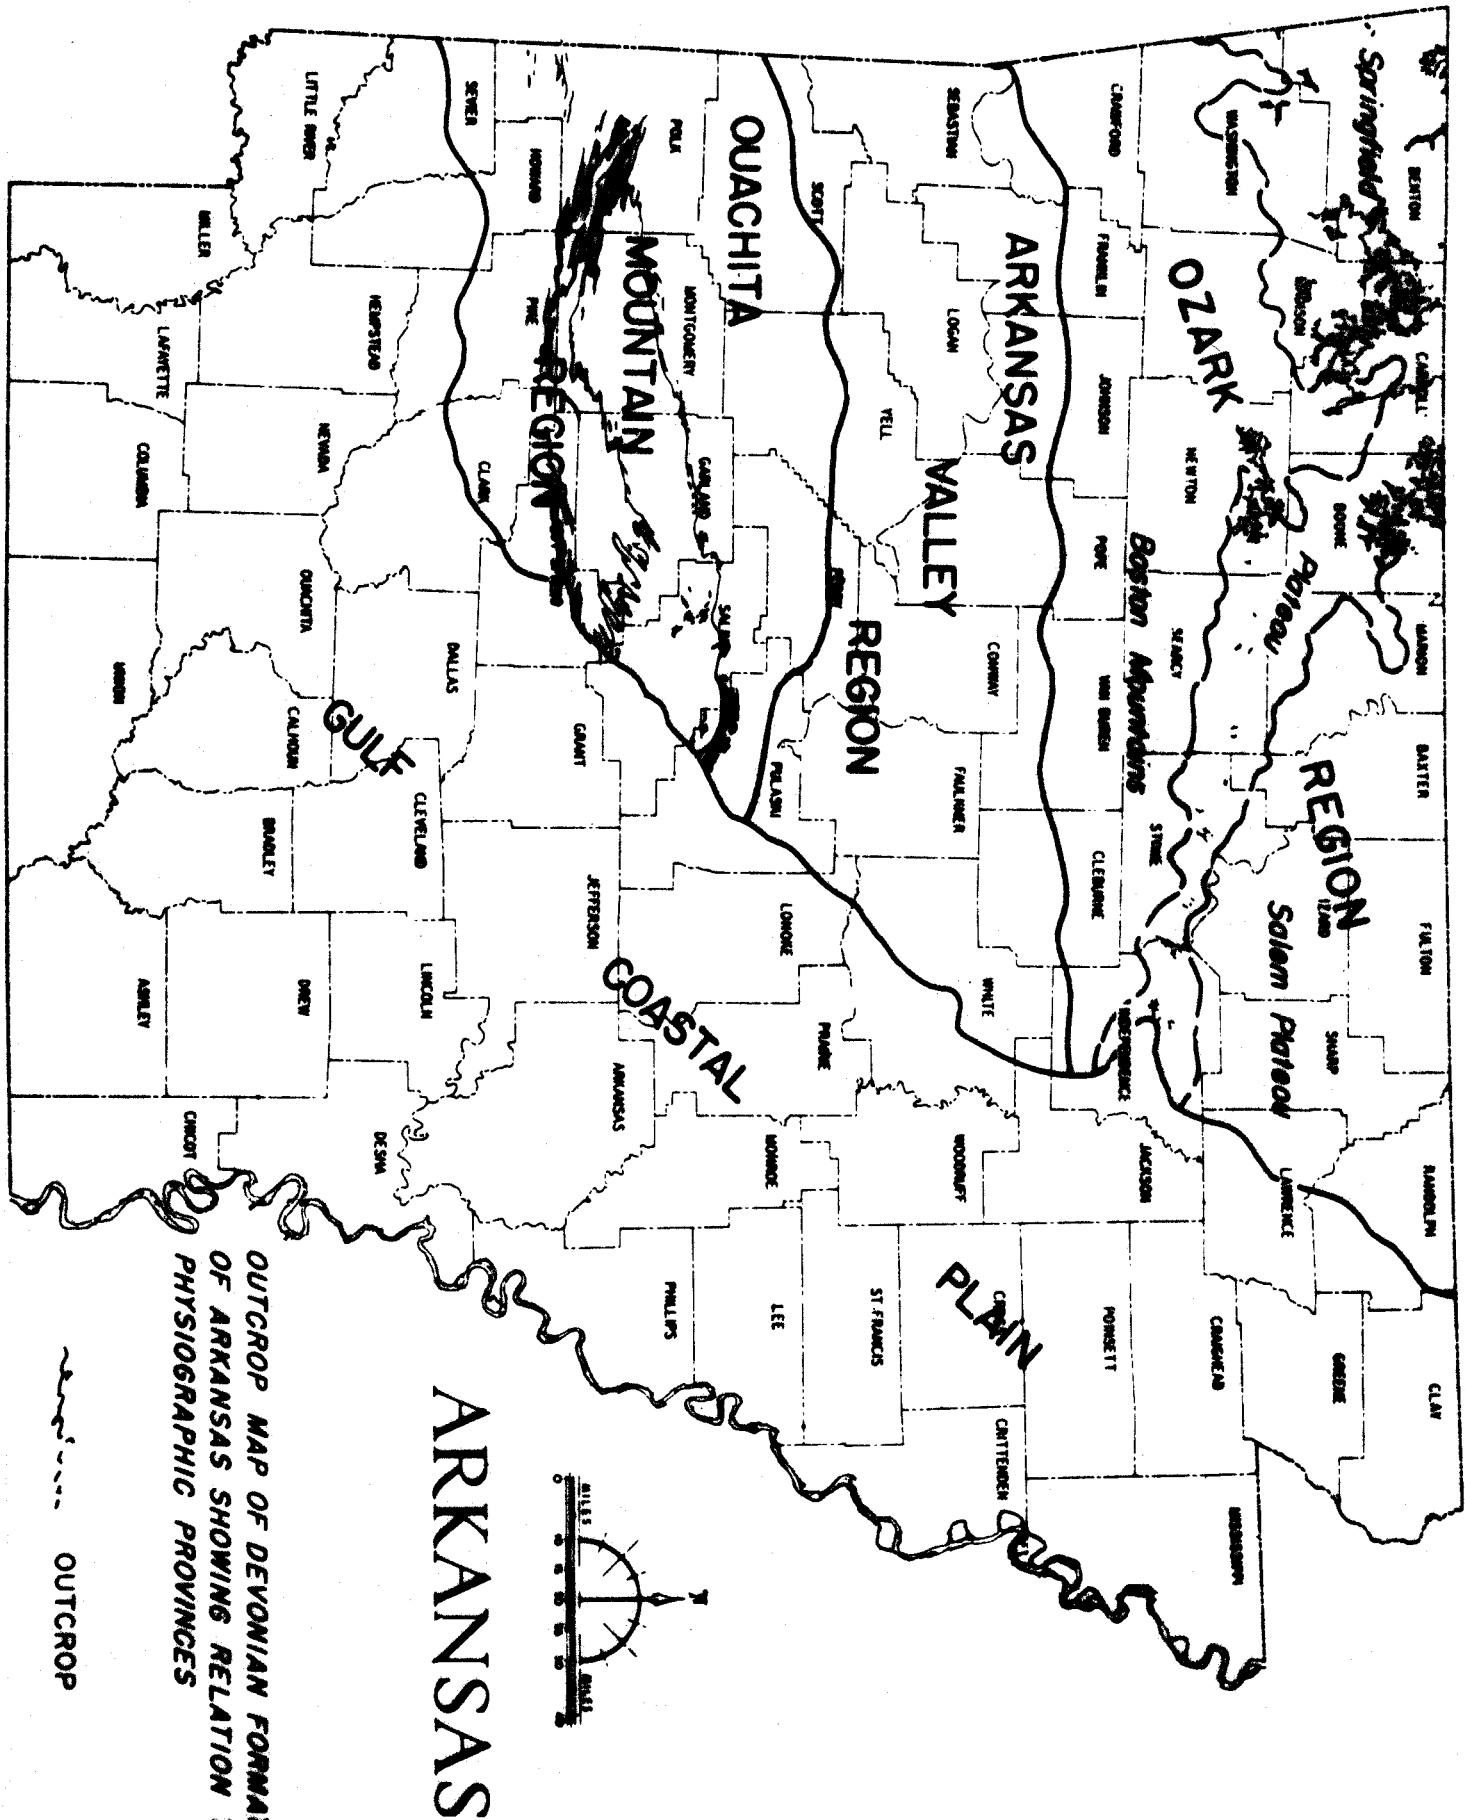 Springfield
BENTON
CARROLL
BOONE
MARION
BAXTER
FULTON
RANDOLPH
CLAY
WASHINGTON
MADISON
OZARK
NEWTON
Plateau
SEARCY
REGION
IZARD
Salem Plateau
SHARP
LAWRENCE
GREENE
STONE
Boston Mountains
INDEPENDENCE
JACKSON
CRAIGHEAD
MISSISSIPPI
CRAWFORD
FRANKLIN
JOHNSON
POPE
VAN BUREN
CLEBURNE
POINSETT
ARKANSAS
VALLEY
REGION
SEBASTIAN
LOGAN
CONWAY
FAULKNER
WHITE
WOODRUFF
CROSS
CRITTENDEN
SCOTT
YELL
PERRY
PULASKI
LONOKE
PRAIRIE
MONROE
ST FRANCIS
LEE
PHILLIPS
OUACHITA
MOUNTAIN
REGION
POLK
MONTGOMERY
GARLAND
SALINE
HOWARD
PIKE
CLARK
GRANT
JEFFERSON
ARKANSAS
SEVIER
LITTLE RIVER
HEMPSTEAD
NEVADA
OUACHITA
DALLAS
CALHOUN
CLEVELAND
BRADLEY
LINCOLN
DREW
DESHA
MILLER
LAFAYETTE
COLUMBIA
UNION
ASHLEY
CHICOT
GULF
COASTAL
PLAIN
N
MILES
MILES
0
ARKANSAS
OUTCROP MAP OF DEVONIAN FORMA
OF ARKANSAS SHOWING RELATION
PHYSIOGRAPHIC PROVINCES
OUTCROP